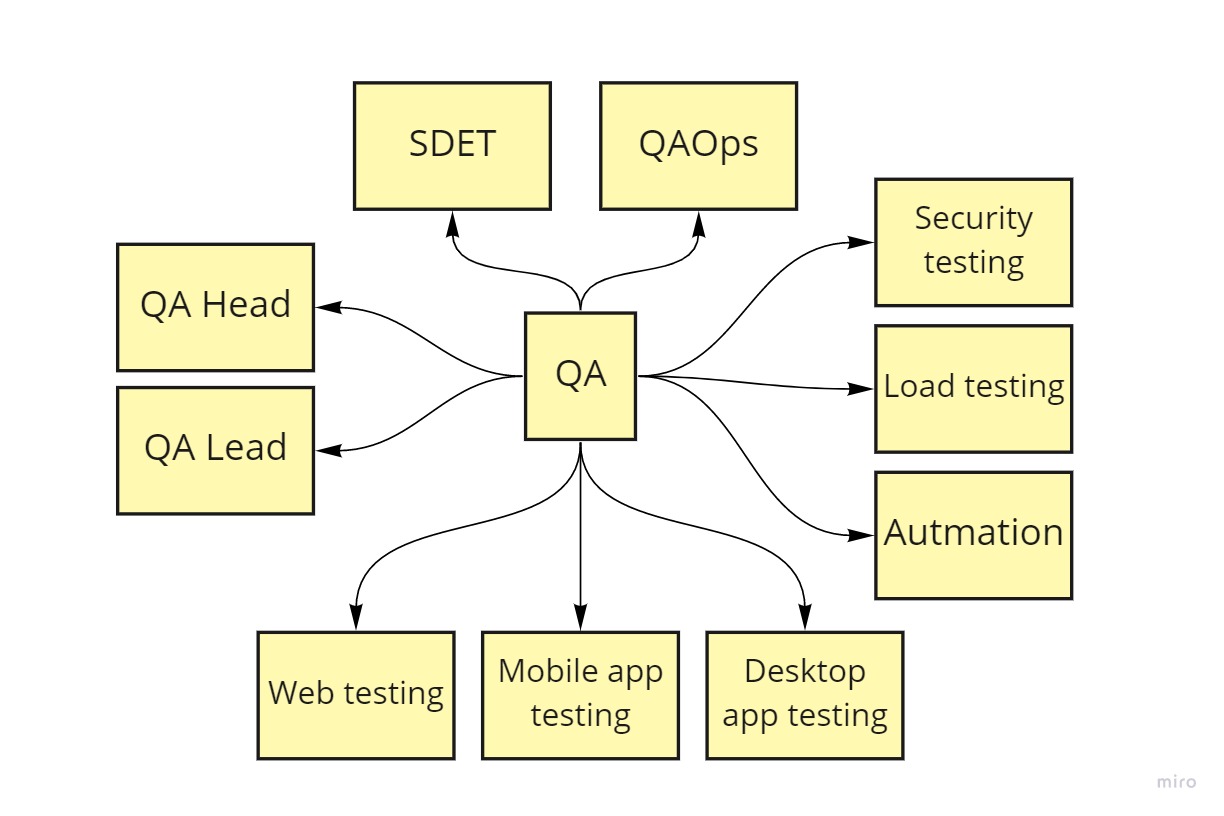 SDET
QAOps
Security
testing
QA Head
QA
Load testing
QA Lead
Autmation
Web testing
Mobile app
testing
Desktop
app testing
miro